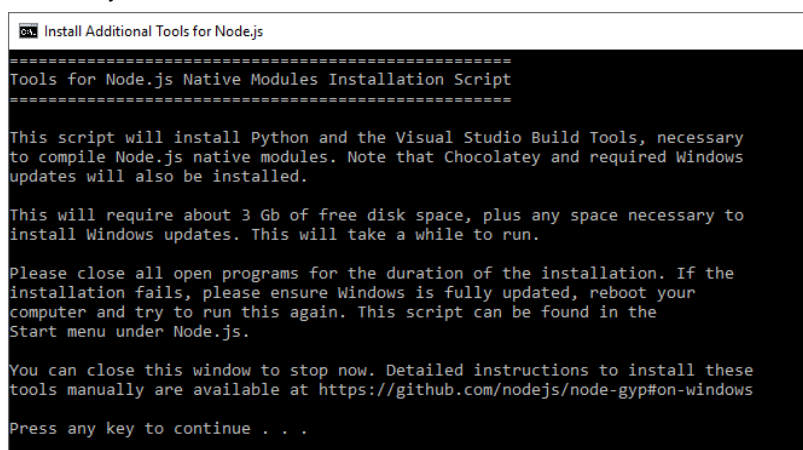 Install Additional Tools for Node.js
====================================================
Tools for Node.js Native Modules Installation Script
====================================================
This script will install Python and the Visual Studio Build Tools, necessary
to compile Node.js native modules. Note that Chocolatey and required Windows
updates will also be installed.
This will require about 3 Gb of free disk space, plus any space necessary to
install Windows updates. This will take a while to run.
Please close all open programs for the duration of the installation. If the
installation fails, please ensure Windows is fully updated, reboot your
computer and try to run this again. This script can be found in the
Start menu under Node.js.
You can close this window to stop now. Detailed instructions to install these
tools manually are available at https://github.com/nodejs/node-gyp#on-windows
Press any key to continue . . .